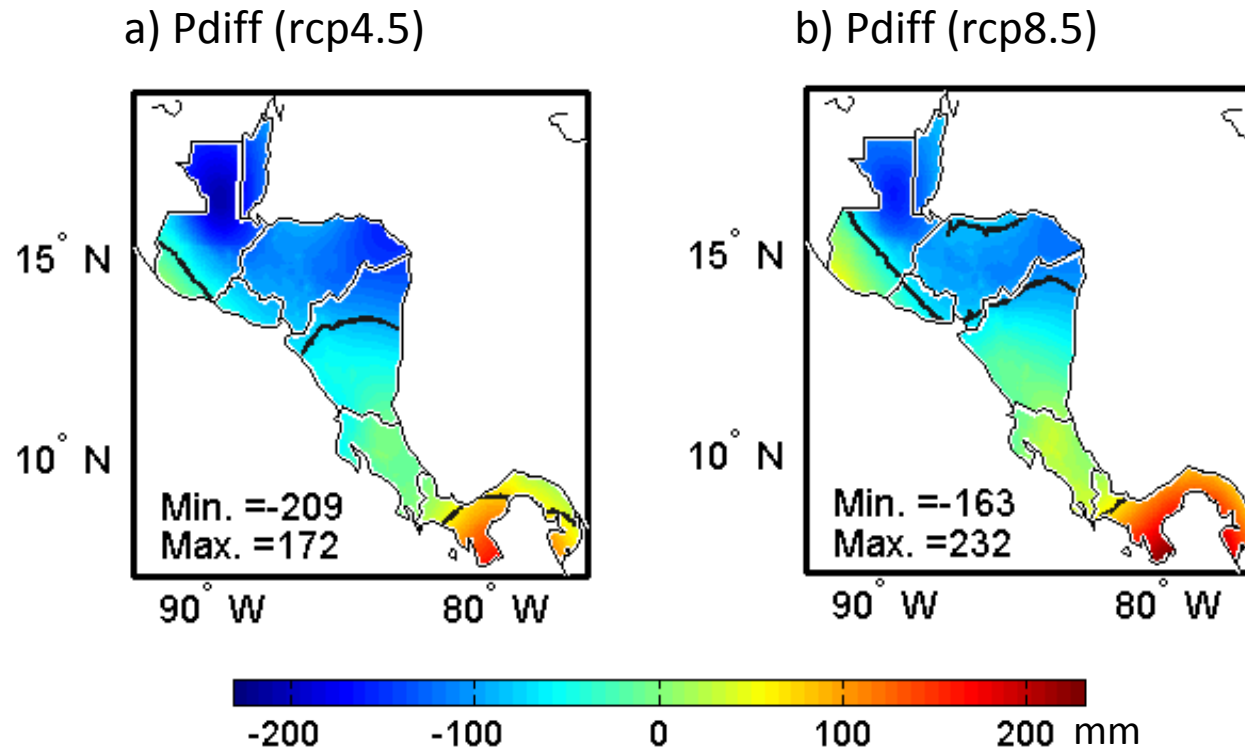 a) Pdiff (rcp4.5)
b) Pdiff (rcp8.5)
15° N
10° N
Min. =-209
Max. =172
90° W
80° W
15° N
10° N
Min. =-163
Max. =232
90° W
80° W
-200 -100 0 100 200 mm